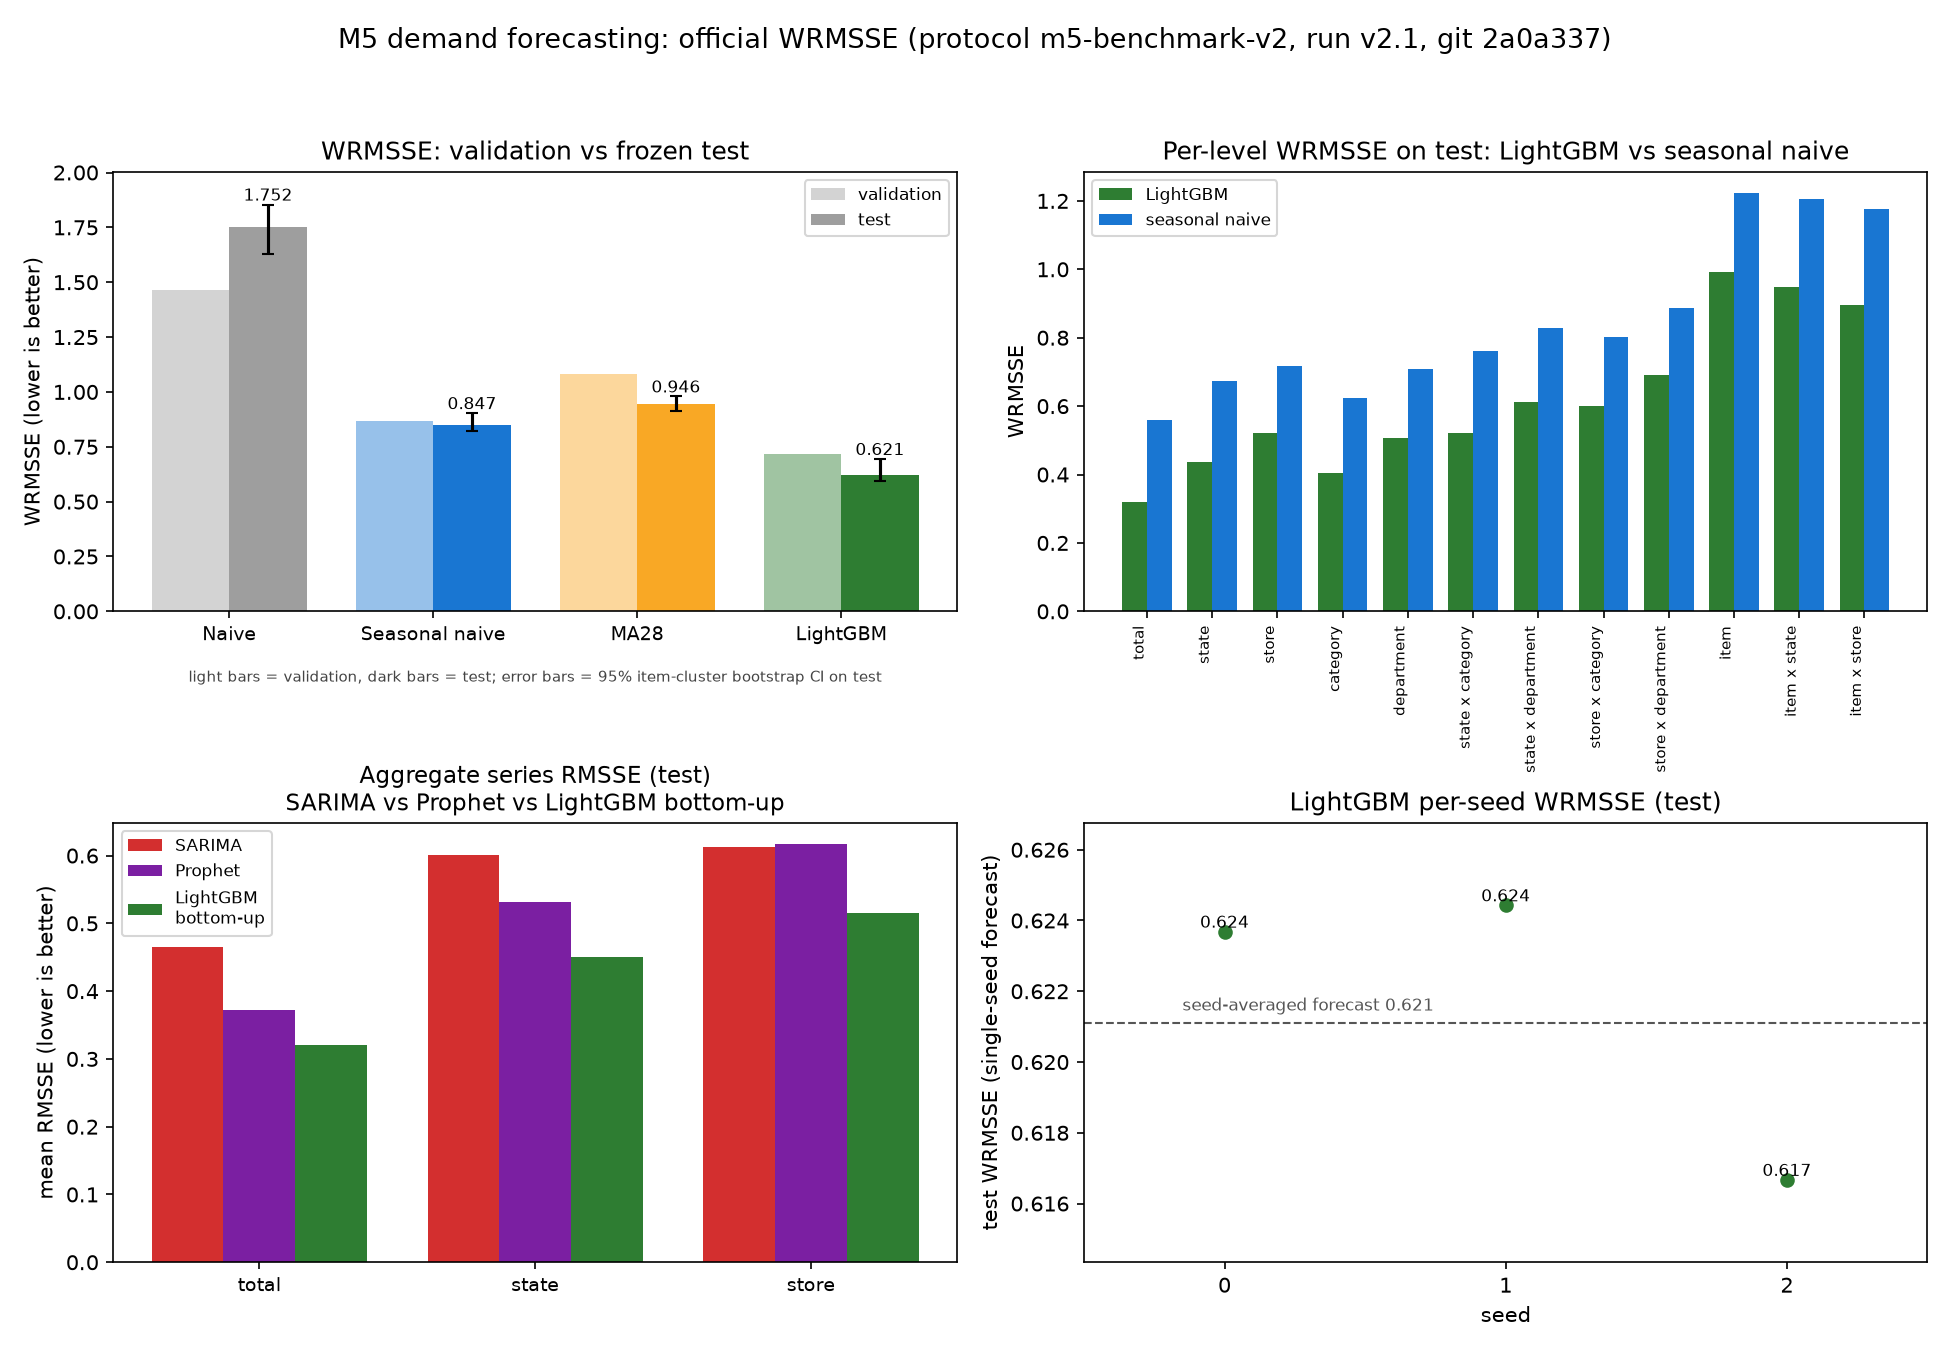 M5 demand forecasting: official WRMSSE (protocol m5-benchmark-v2, run v2.1, git 2a0a337)
WRMSSE: validation vs frozen test
WRMSSE (lower is better)
2.00
1.75
1.50
1.25
1.00
0.75
0.50
0.25
0.00
1.752
0.847
0.946
0.621
validation
test
Naive
Seasonal naive
MA28
LightGBM
light bars = validation, dark bars = test; error bars = 95% item-cluster bootstrap CI on test
Per-level WRMSSE on test: LightGBM vs seasonal naive
WRMSSE
1.2
1.0
0.8
0.6
0.4
0.2
0.0
LightGBM
seasonal naive
total
state
store
category
department
state x category
state x department
store x category
store x department
item
item x state
item x store
Aggregate series RMSSE (test)
SARIMA vs Prophet vs LightGBM bottom-up
mean RMSSE (lower is better)
0.6
0.5
0.4
0.3
0.2
0.1
0.0
SARIMA
Prophet
LightGBM
bottom-up
total
state
store
LightGBM per-seed WRMSSE (test)
test WRMSSE (single-seed forecast)
0.626
0.624
0.622
0.620
0.618
0.616
0.624
0.624
seed-averaged forecast 0.621
0.617
0
1
2
seed